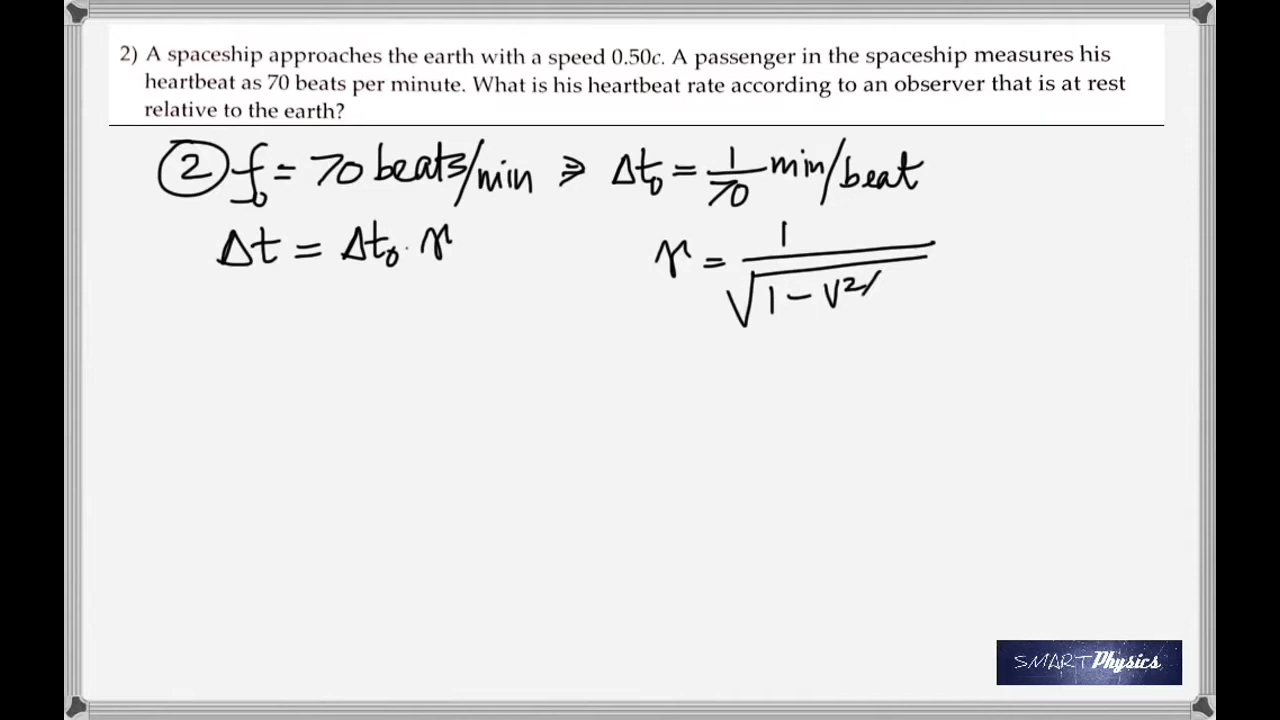 2) A spaceship approaches the earth with a speed 0.50c. A passenger in the spaceship measures his
heartbeat as 70 beats per minute. What is his heartbeat rate according to an observer that is at rest
relative to the earth?
② f₀ = 70 beats/min ⇒ Δt₀ = 1/70 min/beat
Δt = Δt₀ · γ
γ = 1/√(1 − v²/
SMART Physics